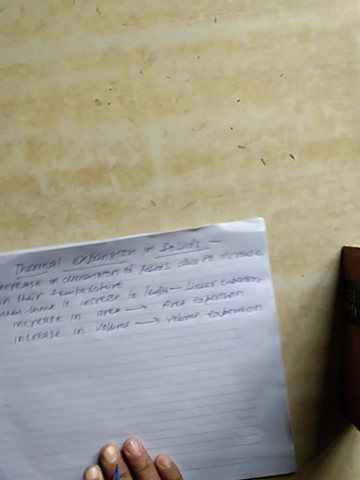 Thermal Expansion in Solids -
increase in dimension of due to increase
in their temperature
when there is increase in length - Linear Expansion
increase in area → Area expansion
increase in volume → volume expansion